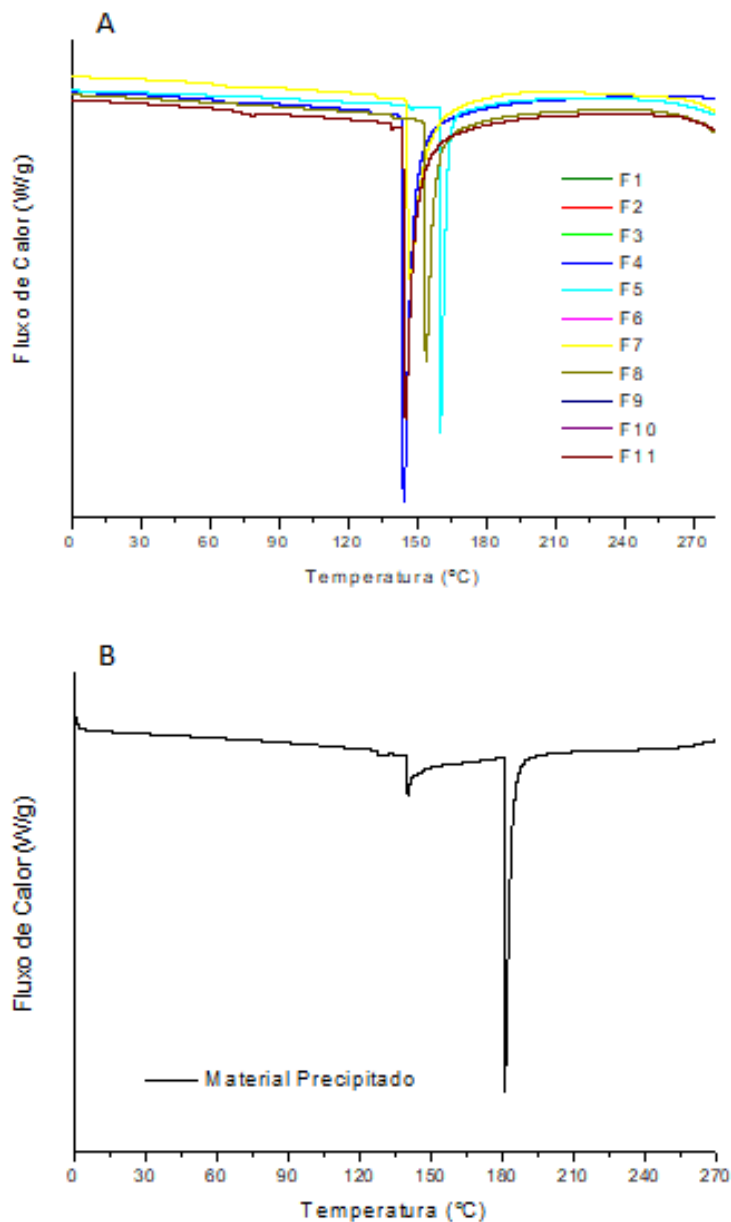 A
Fluxo de Calor (W/g)
F1
F2
F3
F4
F5
F6
F7
F8
F9
F10
F11
0 30 60 90 120 150 180 210 240 270
Temperatura (ºC)
B
Fluxo de Calor (W/g)
Material Precipitado
0 30 60 90 120 150 180 210 240 270
Temperatura (ºC)